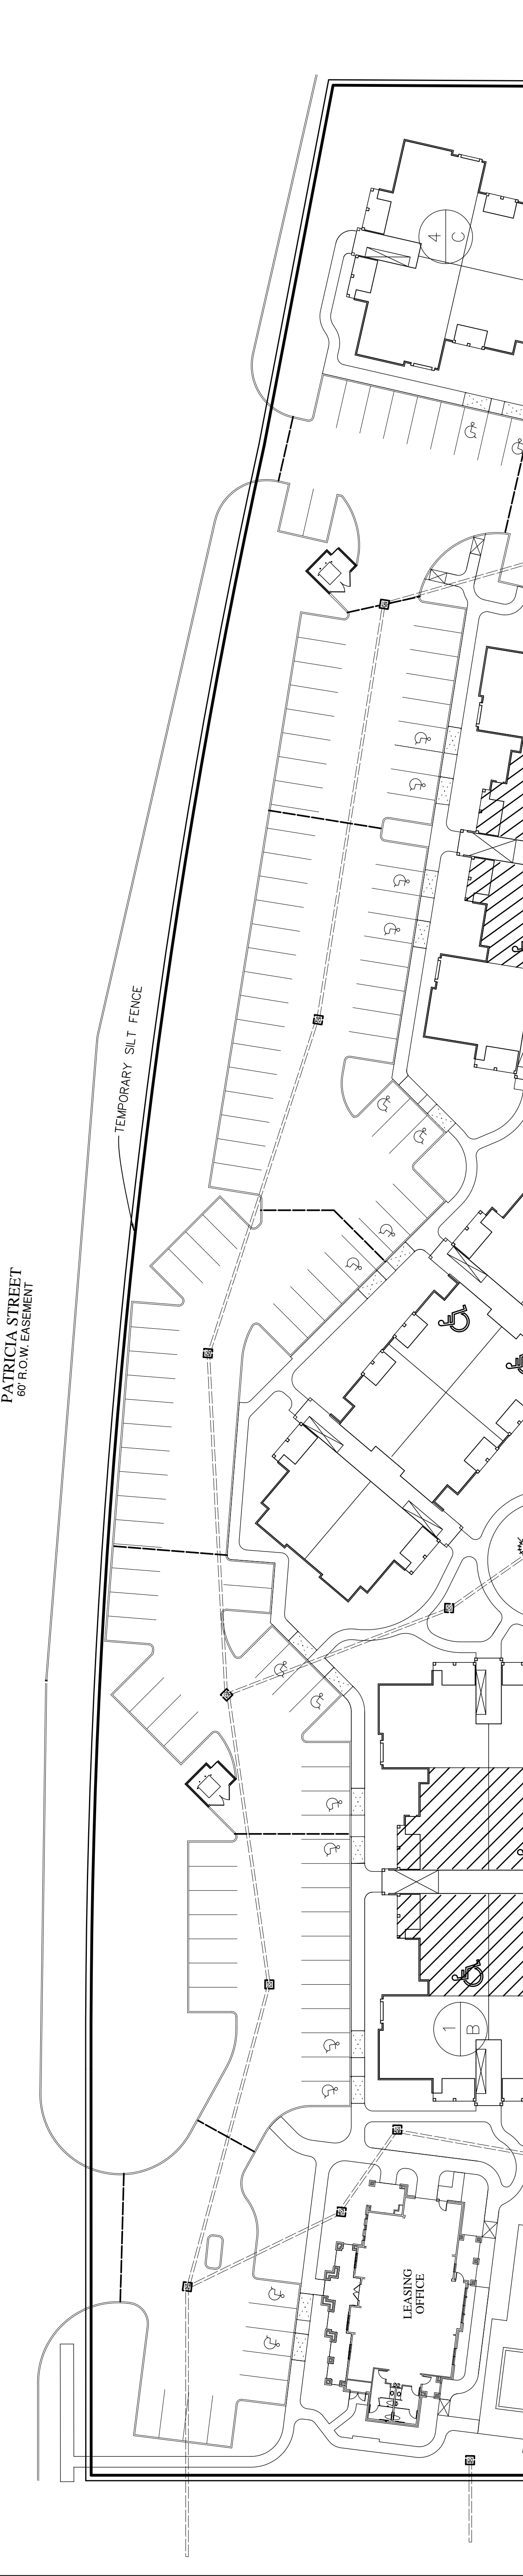 4
C
TEMPORARY SILT FENCE
PATRICIA STREET
60' R.O.W. EASEMENT
1
B
LEASING
OFFICE